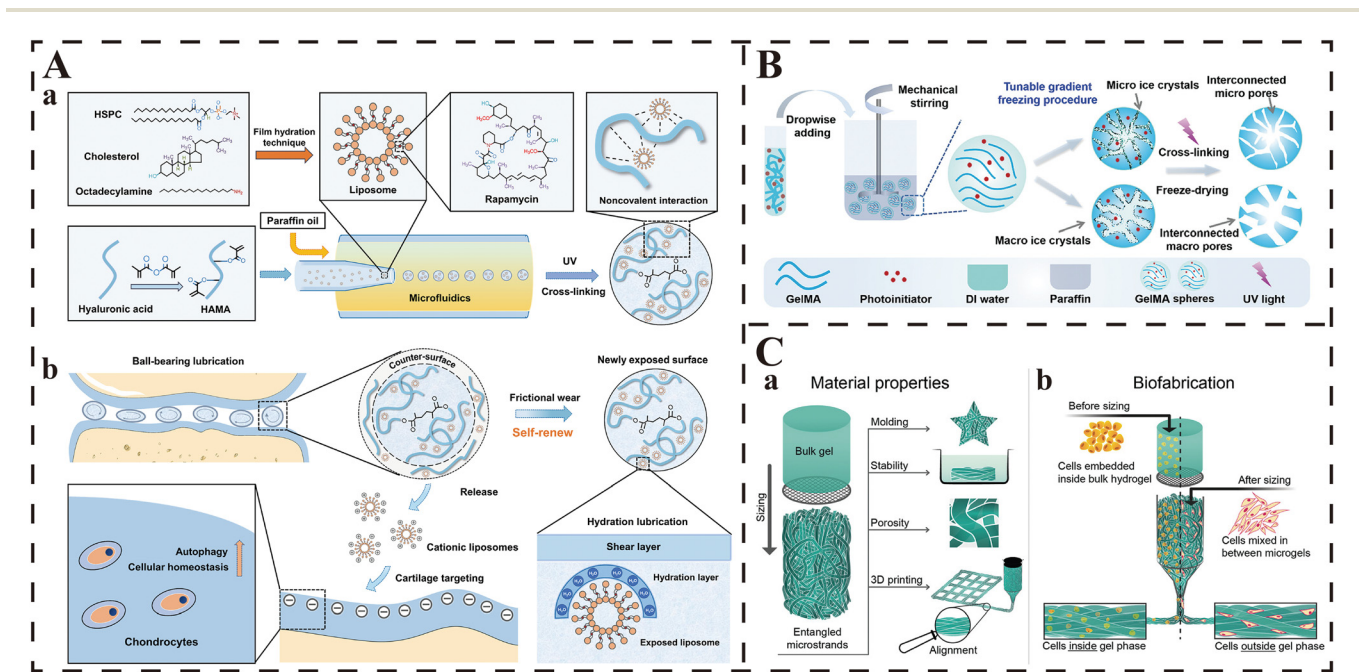 A
a
HSPC
Cholesterol
Octadecylamine
Film hydration
technique
Liposome
Rapamycin
Noncovalent interaction
Paraffin oil
Hyaluronic acid
HAMA
Microfluidics
UV
Cross-linking
b
Ball-bearing lubrication
Counter-surface
Frictional wear
Self-renew
Newly exposed surface
Release
Cationic liposomes
Cartilage targeting
Autophagy
Cellular homeostasis
Chondrocytes
Hydration lubrication
Shear layer
Hydration layer
H₂O
H₂O
H₂O
H₂O
H₂O
H₂O
Exposed liposome
B
Dropwise
adding
Mechanical
stirring
Tunable gradient
freezing procedure
Micro ice crystals
Interconnected
micro pores
Cross-linking
Freeze-drying
Macro ice crystals
Interconnected
macro pores
GelMA
Photoinitiator
DI water
Paraffin
GelMA
spheres
UV light
C
a
Material properties
Bulk gel
Sizing
Entangled
microstrands
Molding
Stability
Porosity
3D printing
Alignment
b
Biofabrication
Before sizing
Cells embedded
inside bulk hydrogel
After sizing
Cells mixed in
between microgels
Cells inside gel phase
Cells outside gel phase